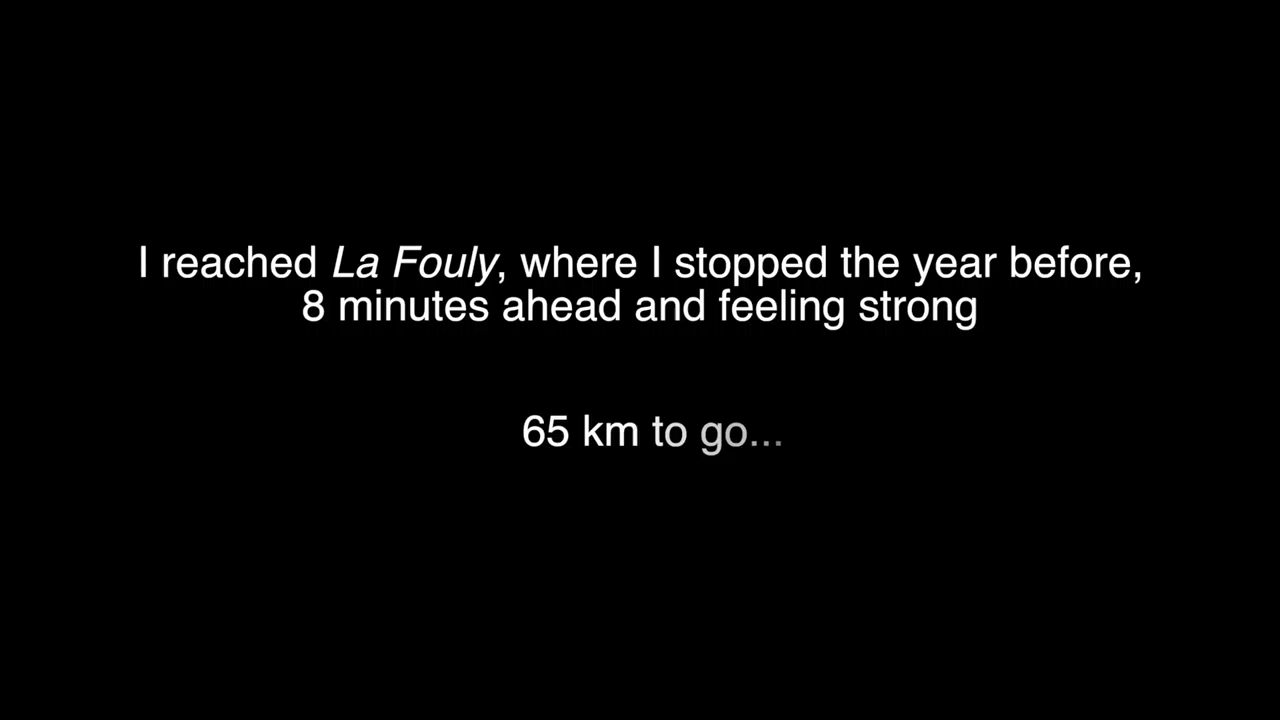 I reached La Fouly, where I stopped the year before,
8 minutes ahead and feeling strong
65 km to go...